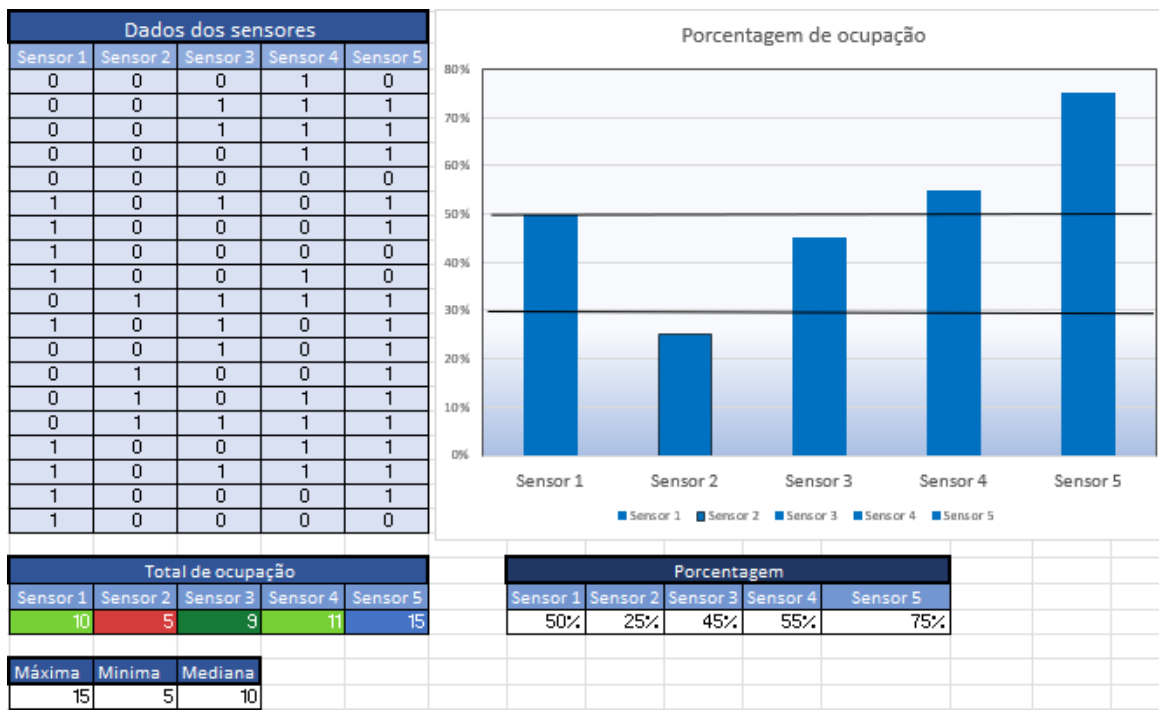 Dados dos sensores
Sensor 1 Sensor 2 Sensor 3 Sensor 4 Sensor 5
0 0 0 1 0
0 0 1 1 1
0 0 1 1 1
0 0 0 1 1
0 0 0 0 0
1 0 1 0 1
1 0 0 0 1
1 0 0 0 0
1 0 0 1 0
0 1 1 1 1
1 0 1 0 1
0 0 1 0 1
0 1 0 0 1
0 1 0 1 1
0 1 1 1 1
1 0 0 1 1
1 0 1 1 1
1 0 0 0 1
1 0 0 0 0
Porcentagem de ocupação
80%
70%
60%
50%
40%
30%
20%
10%
0%
Sensor 1 Sensor 2 Sensor 3 Sensor 4 Sensor 5
Sensor 1 Sensor 2 Sensor 3 Sensor 4 Sensor 5
Total de ocupação
Sensor 1 Sensor 2 Sensor 3 Sensor 4 Sensor 5
10 5 9 11 15
Porcentagem
Sensor 1 Sensor 2 Sensor 3 Sensor 4 Sensor 5
50% 25% 45% 55% 75%
Máxima Minima Mediana
15 5 10